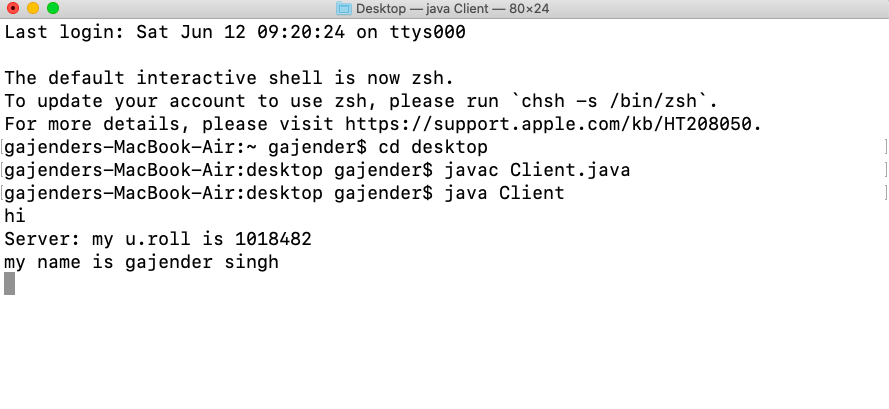 Desktop — java Client — 80×24
Last login: Sat Jun 12 09:20:24 on ttys000
The default interactive shell is now zsh.
To update your account to use zsh, please run `chsh -s /bin/zsh`.
For more details, please visit https://support.apple.com/kb/HT208050.
[gajenders-MacBook-Air:~ gajender$ cd desktop ]
[gajenders-MacBook-Air:desktop gajender$ javac Client.java ]
[gajenders-MacBook-Air:desktop gajender$ java Client ]
hi
Server: my u.roll is 1018482
my name is gajender singh